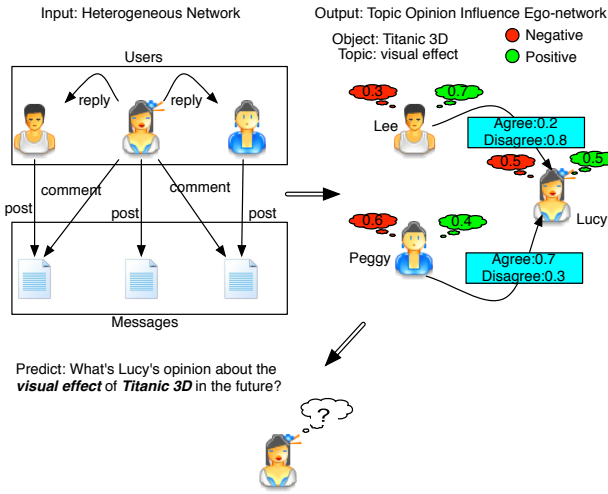 Input: Heterogeneous Network
Output: Topic Opinion Influence Ego-network
Object: Titanic 3D
Topic: visual effect
Negative
Positive
Users
reply
reply
0.3
0.7
Lee
Agree:0.2
Disagree:0.8
0.5
0.5
Lucy
comment
comment
post
post
post
0.6
0.4
Peggy
Agree:0.7
Disagree:0.3
Messages
Predict: What's Lucy's opinion about the
visual effect of Titanic 3D in the future?
?